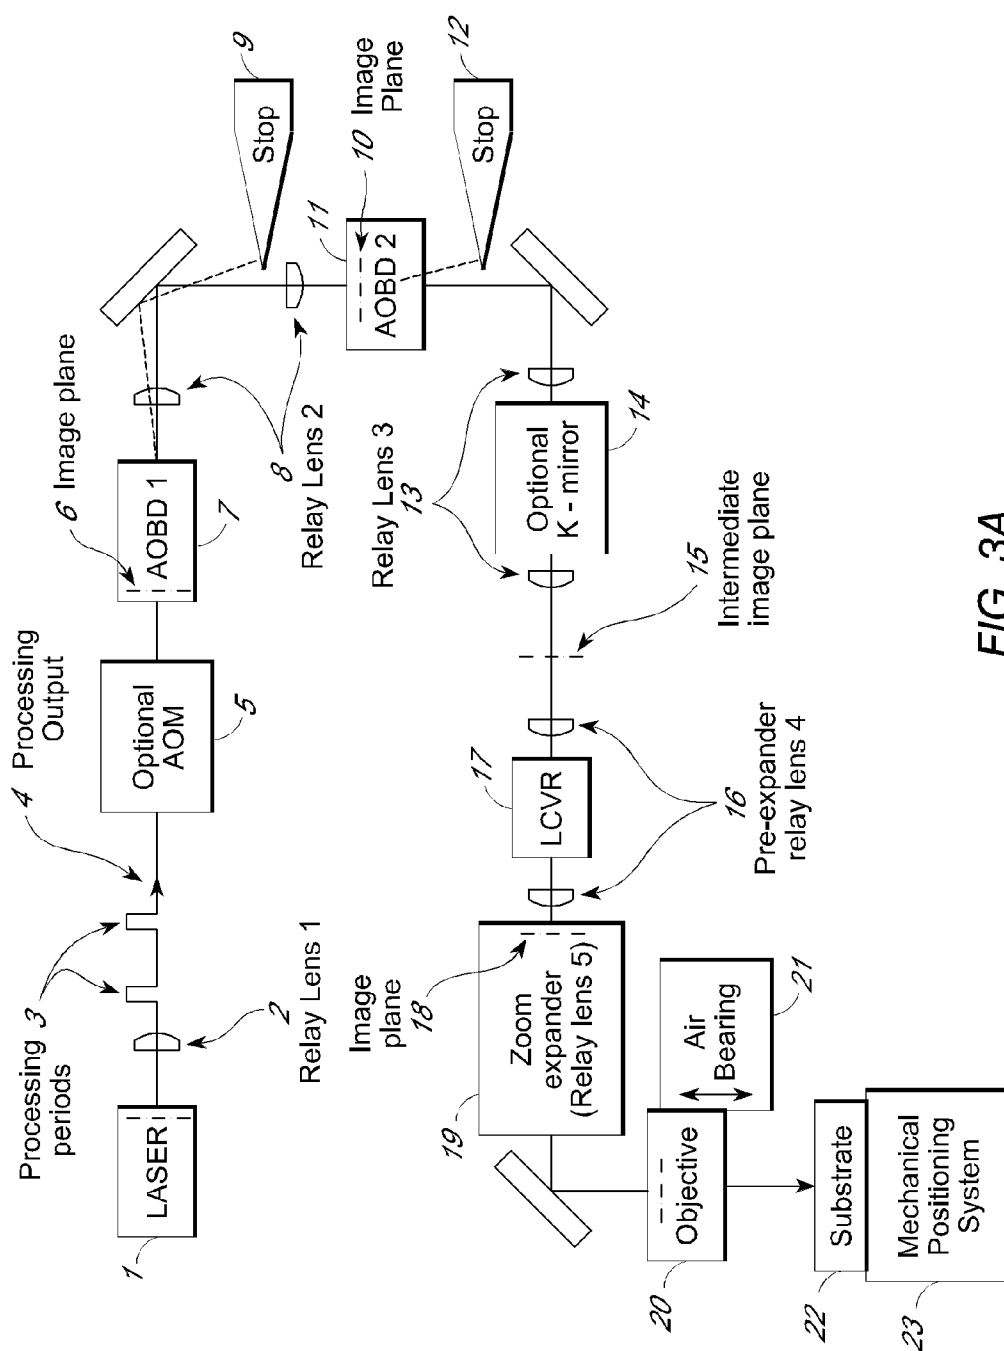 Processing 3
periods
4 Processing
Output
6 Image plane
LASER
1
2
Relay Lens 1
Optional
AOM
5
AOBD 1
7
8
Relay Lens 2
Stop
9
11
10 Image
Plane
AOBD 2
Stop
12
Image
plane
18
19
Zoom
expander
(Relay lens 5)
17
LCVR
16
Pre-expander
relay lens 4
Relay Lens 3
13
15
Intermediate
image plane
Optional
K - mirror
14
Objective
20
Air
Bearing
21
Substrate
22
Mechanical
Positioning
System
23
FIG. 3A